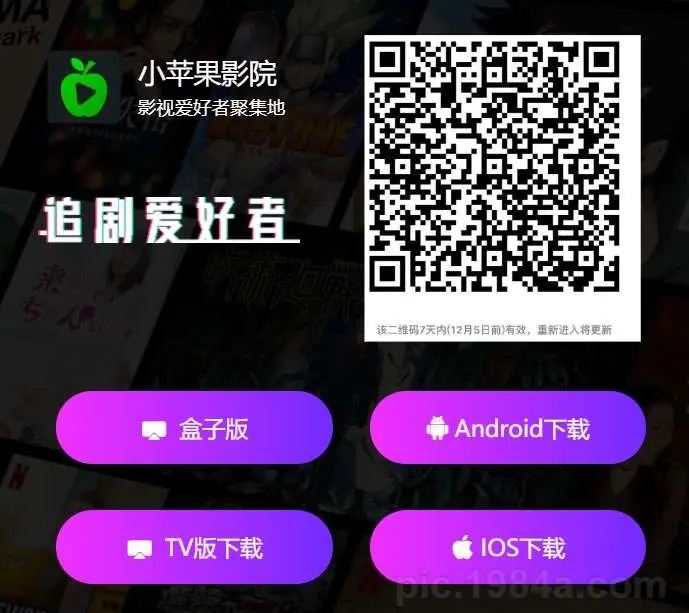 小苹果影院
影视爱好者聚集地
追剧爱好者
该二维码7天内(12月5日前)有效，重新进入将更新
盒子版
Android下载
TV版下载
IOS下载
pic.1984a.com